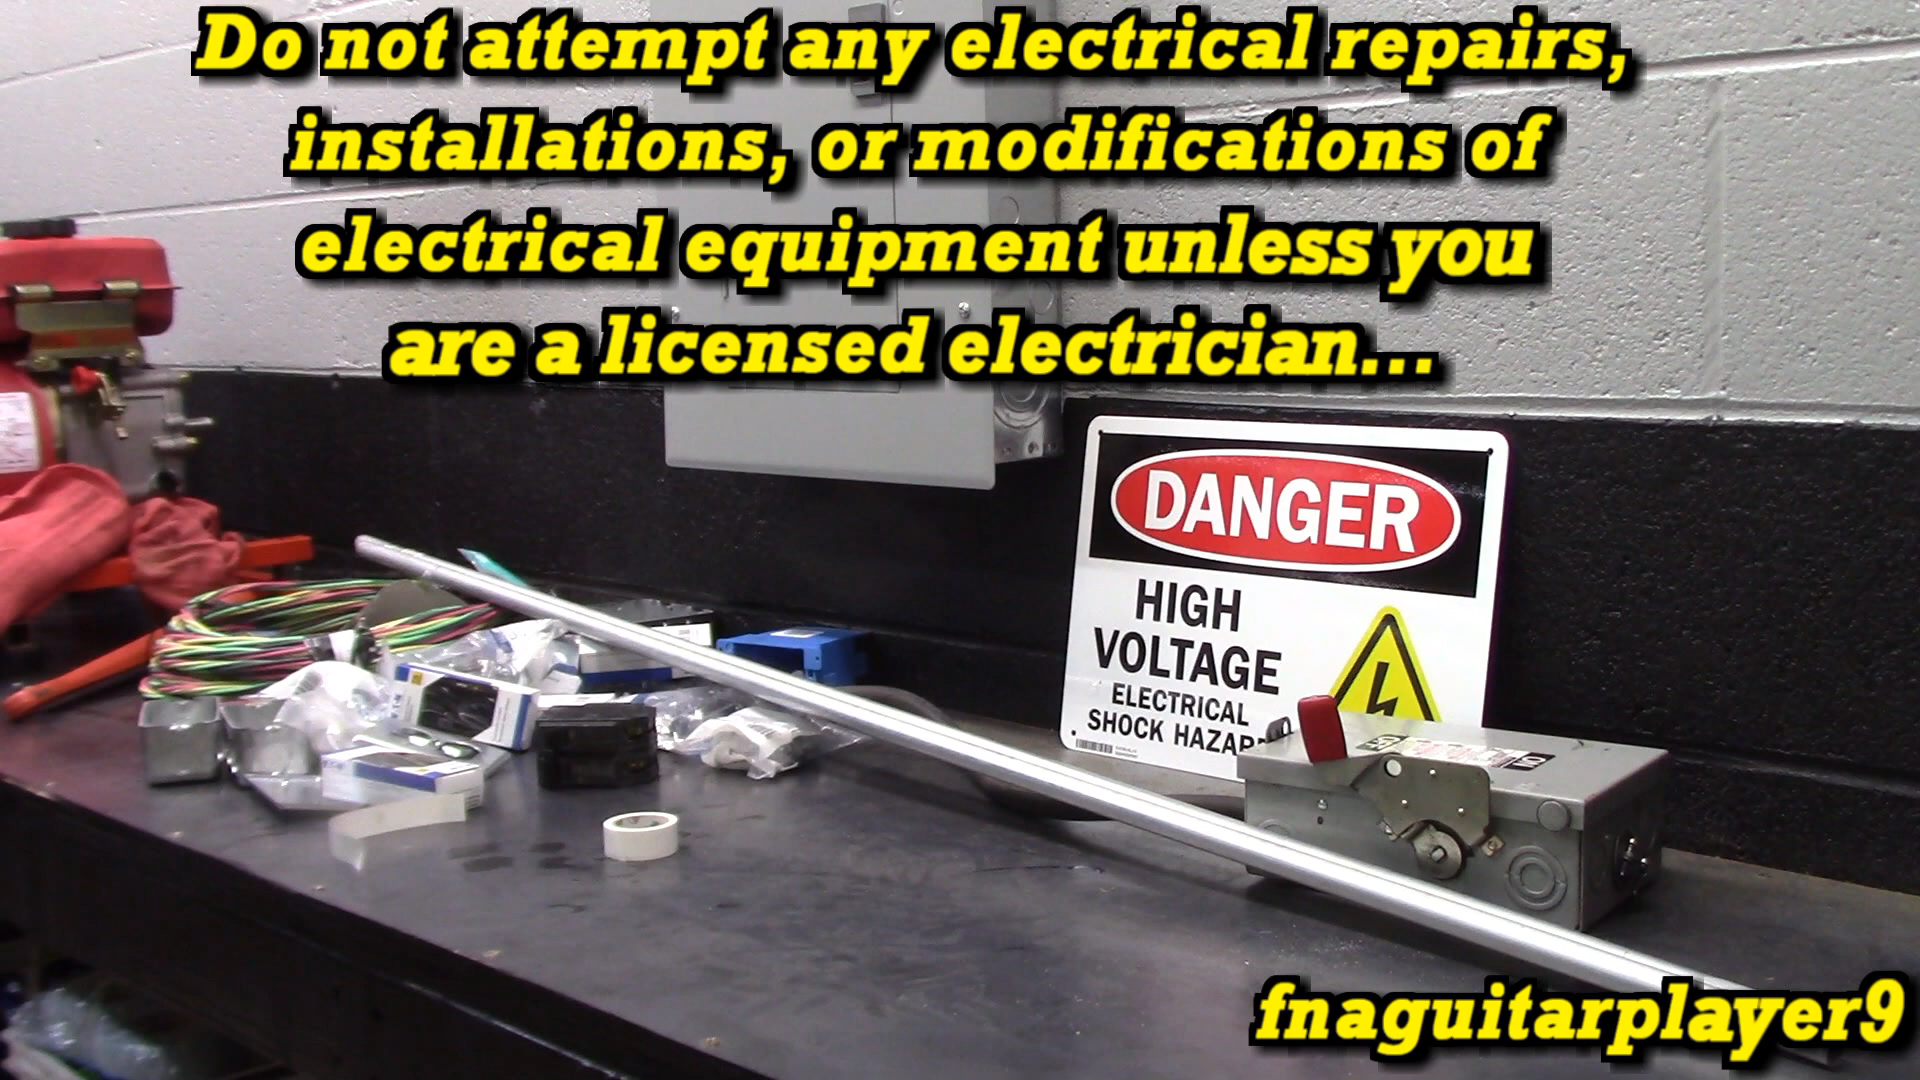 Do not attempt any electrical repairs,
installations, or modifications of
electrical equipment unless you
are a licensed electrician...
DANGER
HIGH
VOLTAGE
ELECTRICAL
SHOCK HAZARD
fnaguitarplayer9